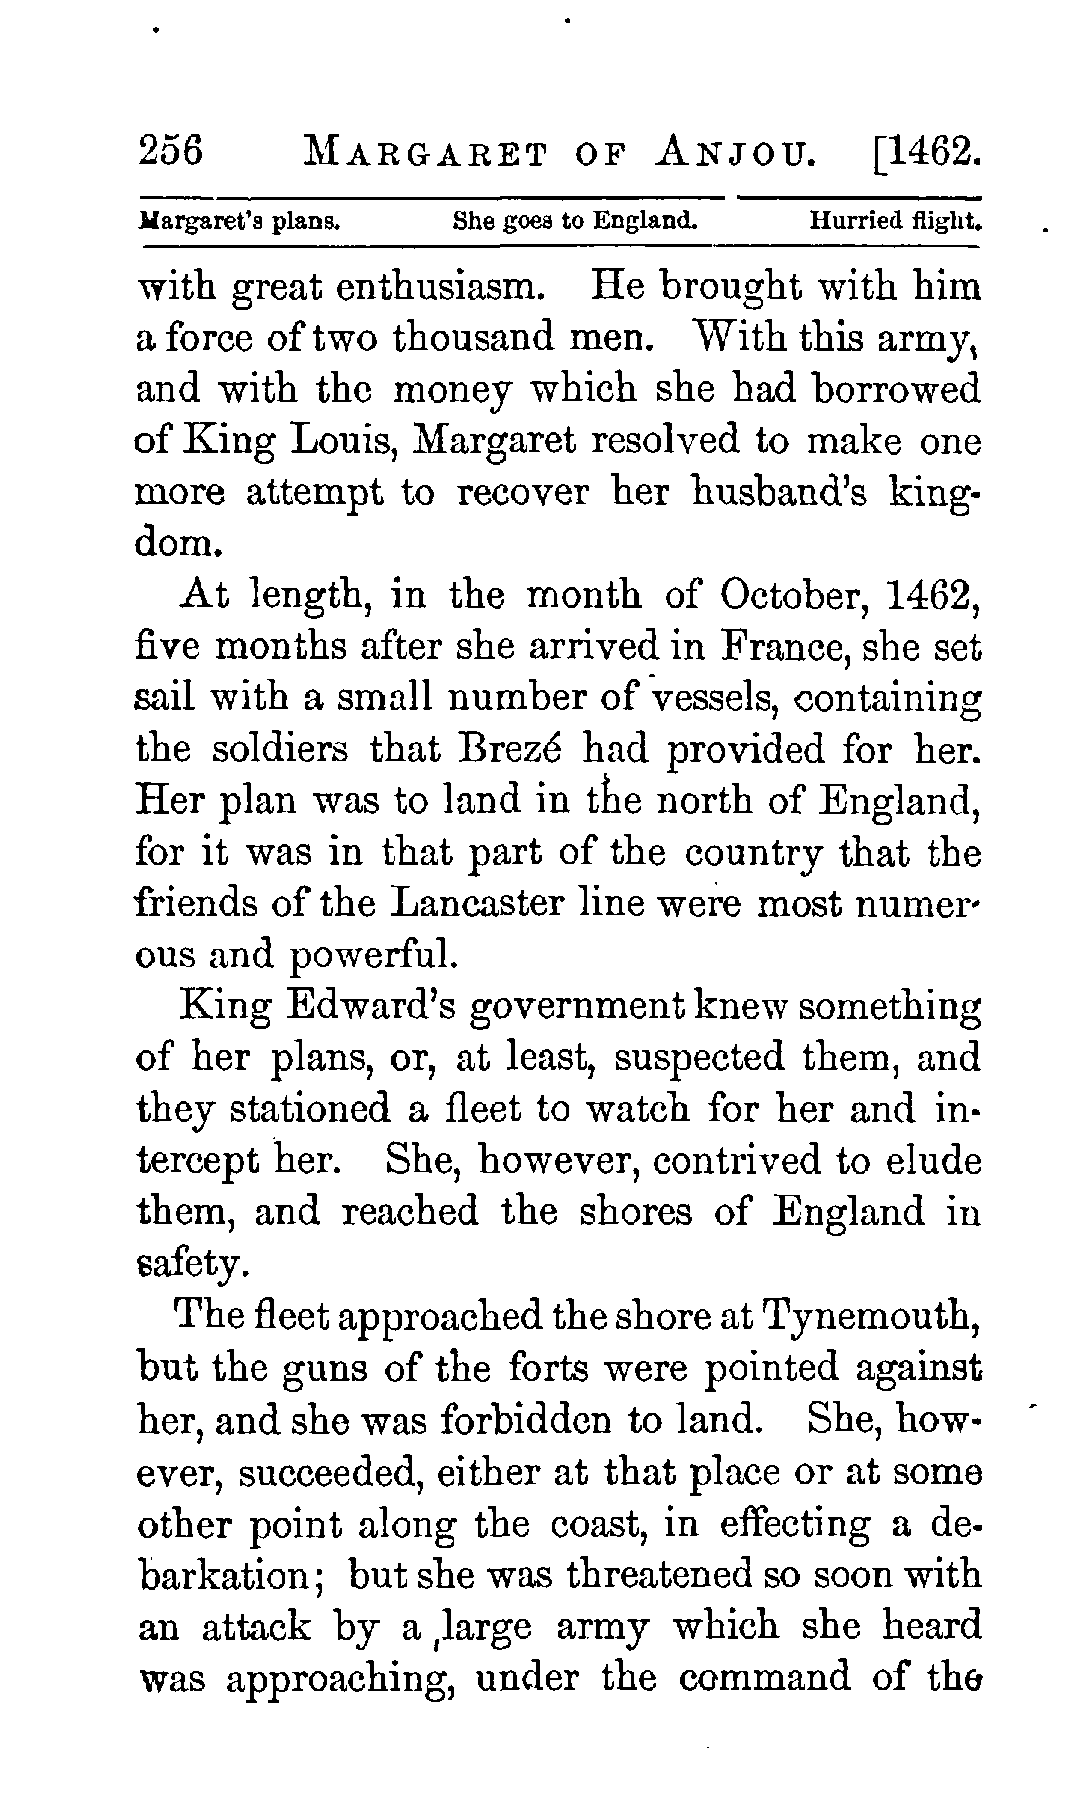 256 MARGARET OF ANJOU. [1462.
Margaret's plans. She goes to England. Hurried flight.
with great enthusiasm. He brought with him
a force of two thousand men. With this army,
and with the money which she had borrowed
of King Louis, Margaret resolved to make one
more attempt to recover her husband's king-
dom.
At length, in the month of October, 1462,
five months after she arrived in France, she set
sail with a small number of vessels, containing
the soldiers that Brezé had provided for her.
Her plan was to land in the north of England,
for it was in that part of the country that the
friends of the Lancaster line were most numer-
ous and powerful.
King Edward's government knew something
of her plans, or, at least, suspected them, and
they stationed a fleet to watch for her and in-
tercept her. She, however, contrived to elude
them, and reached the shores of England in
safety.
The fleet approached the shore at Tynemouth,
but the guns of the forts were pointed against
her, and she was forbidden to land. She, how-
ever, succeeded, either at that place or at some
other point along the coast, in effecting a de-
barkation; but she was threatened so soon with
an attack by a large army which she heard
was approaching, under the command of the